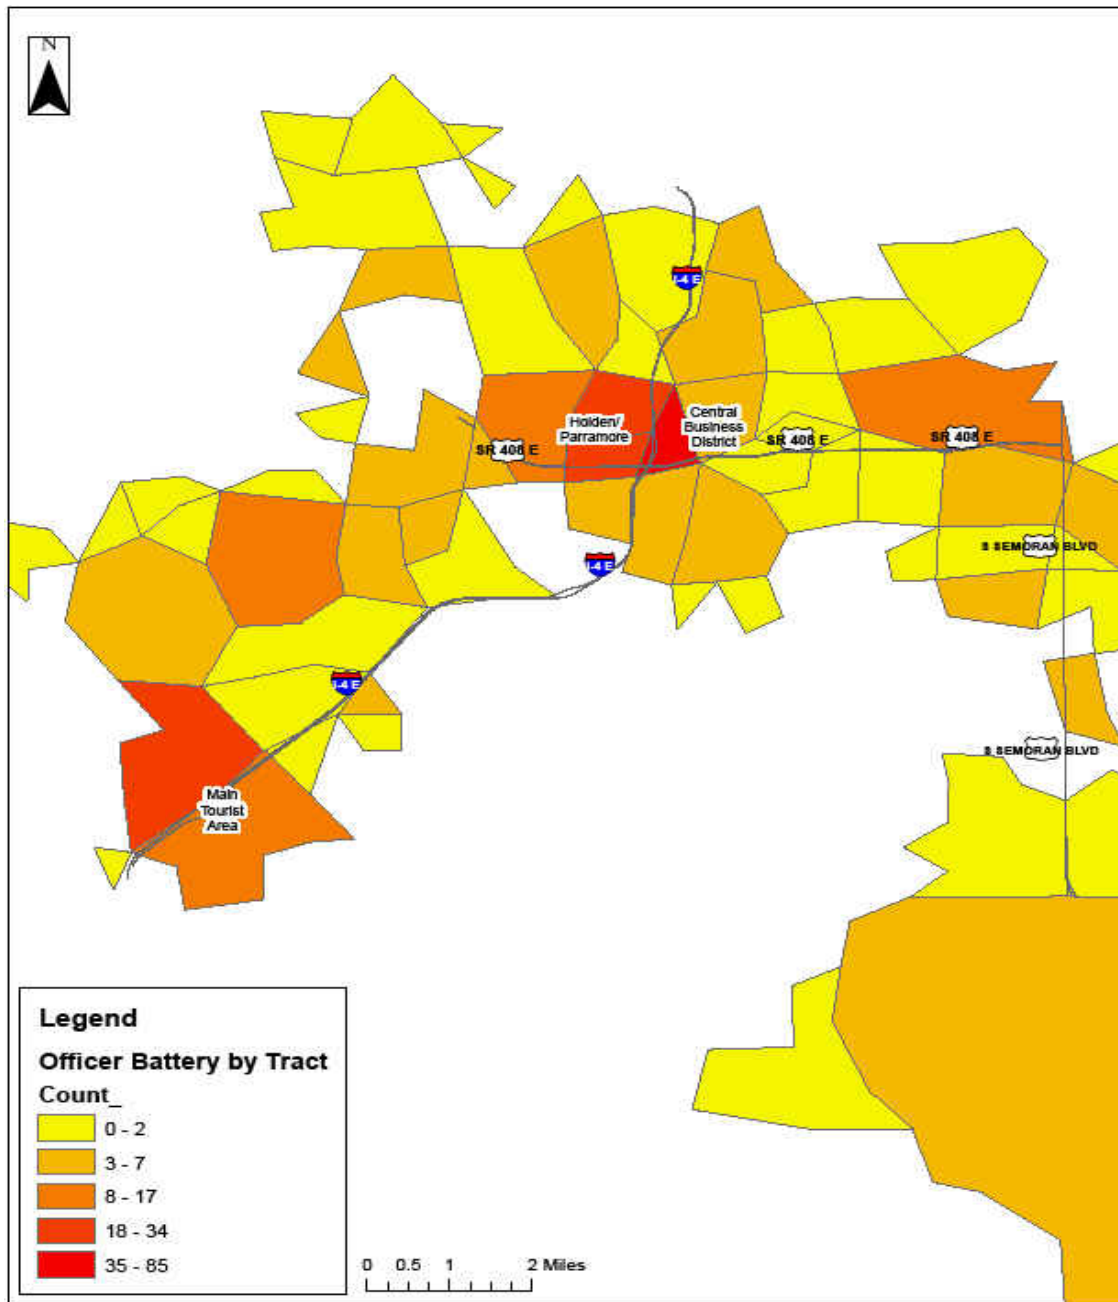 N
I-4 E
Holden/
Parramore
Central
Business
District
SR 408 E
SR 408 E
SR 408 E
I-4 E
S SEMORAN BLVD
I-4 E
S SEMORAN BLVD
Main
Tourist
Area
Legend
Officer Battery by Tract
Count_
0 - 2
3 - 7
8 - 17
18 - 34
35 - 85
0 0.5 1 2 Miles